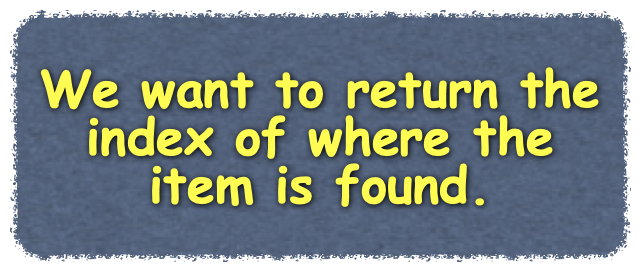 We want to return the
index of where the
item is found.